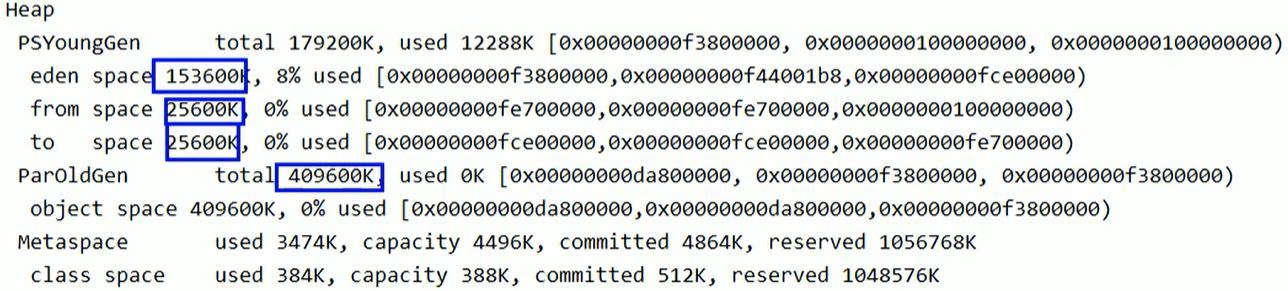 Heap
PSYoungGen total 179200K, used 12288K [0x00000000f3800000, 0x0000000100000000, 0x0000000100000000)
eden space 153600K, 8% used [0x00000000f3800000,0x00000000f44001b8,0x00000000fce00000)
from space 25600K, 0% used [0x00000000fe700000,0x00000000fe700000,0x0000000100000000)
to space 25600K, 0% used [0x00000000fce00000,0x00000000fce00000,0x00000000fe700000)
ParOldGen total 409600K, used 0K [0x00000000da800000, 0x00000000f3800000, 0x00000000f3800000)
object space 409600K, 0% used [0x00000000da800000,0x00000000da800000,0x00000000f3800000)
Metaspace used 3474K, capacity 4496K, committed 4864K, reserved 1056768K
class space used 384K, capacity 388K, committed 512K, reserved 1048576K